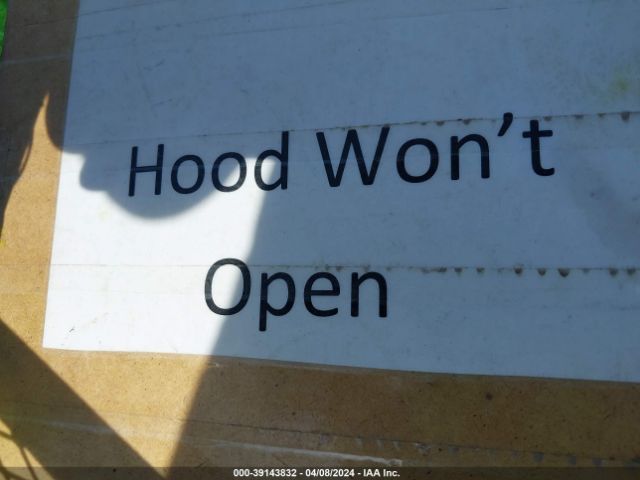 Hood Won’t
Open
000-39143832 - 04/08/2024 - IAA Inc.